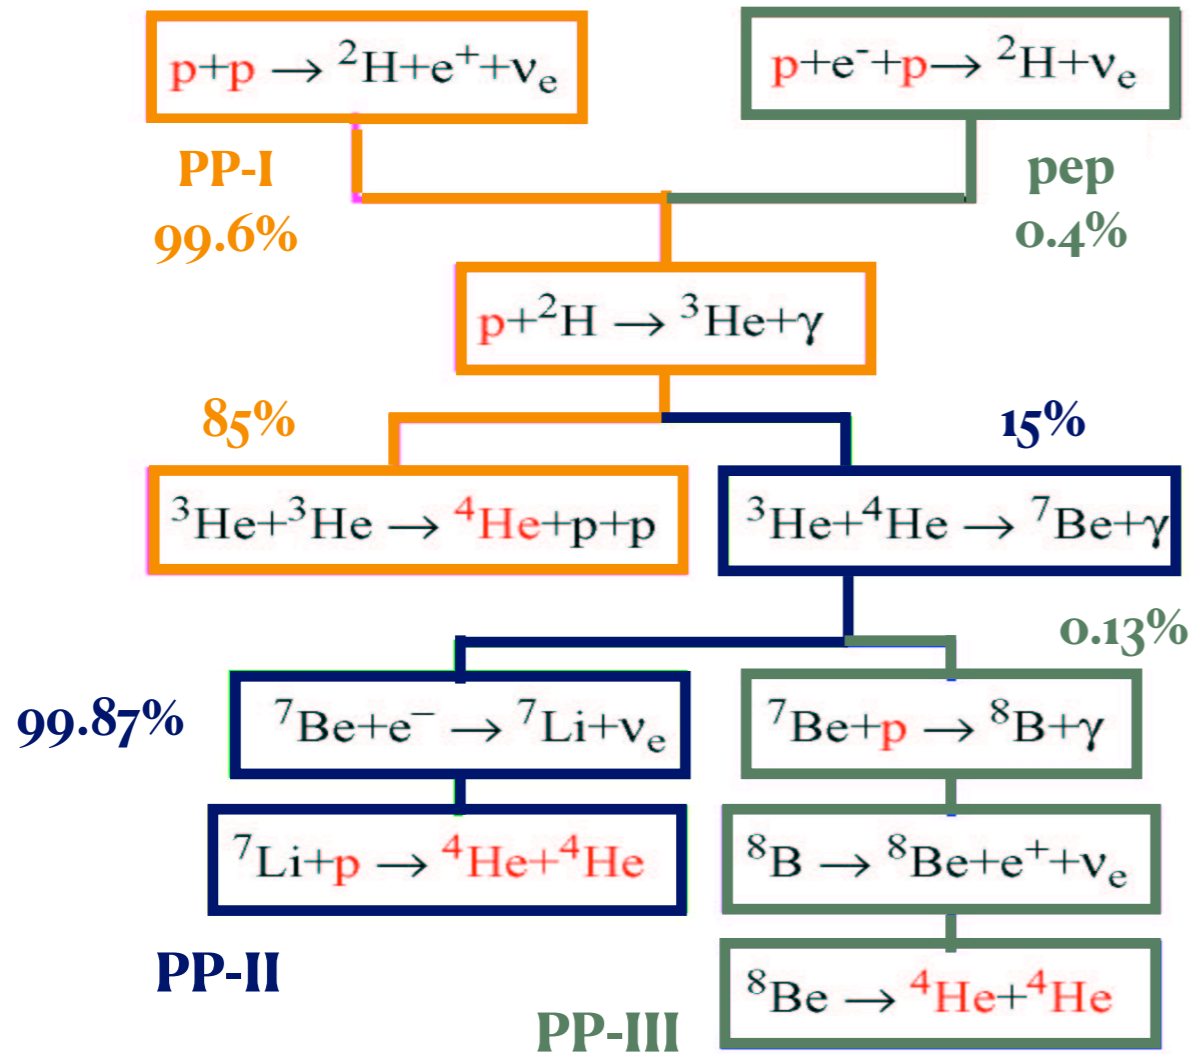 p+p → ²H+e⁺+νₑ
p+e⁻+p→ ²H+νₑ
PP-I
99.6%
pep
0.4%
p+²H → ³He+γ
85%
15%
³He+³He → ⁴He+p+p
³He+⁴He → ⁷Be+γ
0.13%
99.87%
⁷Be+e⁻ → ⁷Li+νₑ
⁷Be+p → ⁸B+γ
⁷Li+p → ⁴He+⁴He
⁸B → ⁸Be+e⁺+νₑ
PP-II
⁸Be → ⁴He+⁴He
PP-III